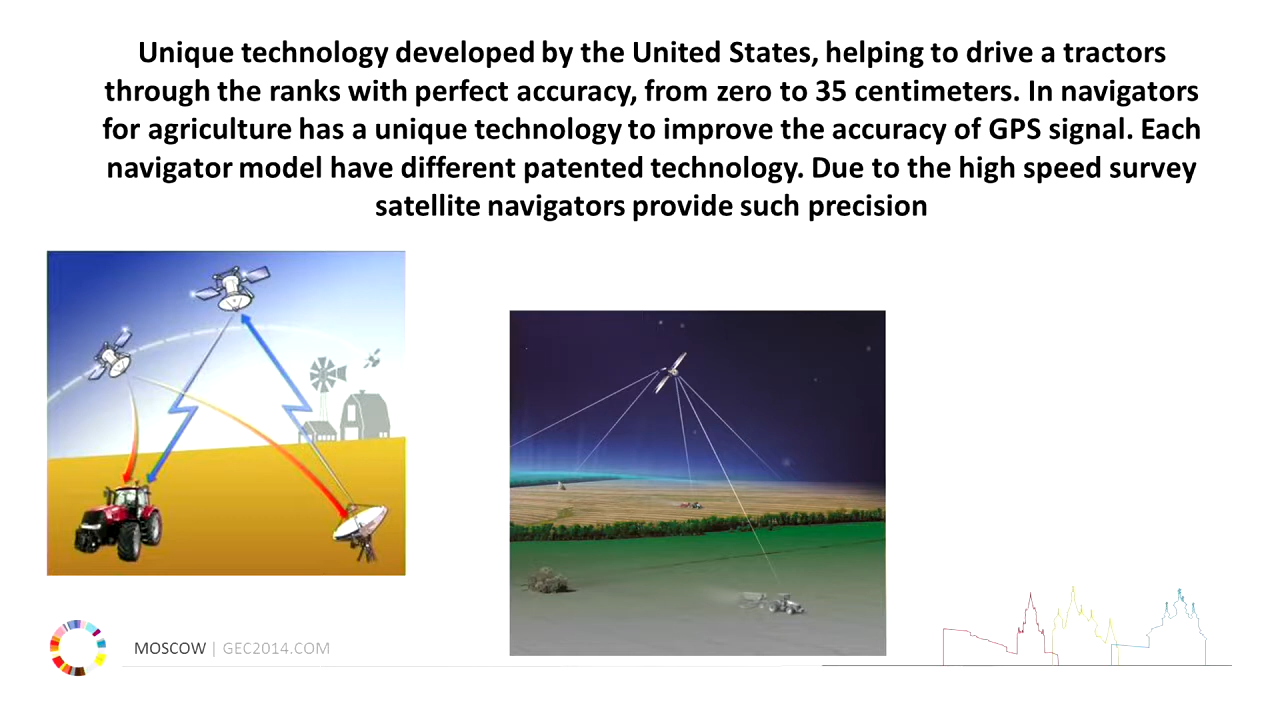 Unique technology developed by the United States, helping to drive a tractors
through the ranks with perfect accuracy, from zero to 35 centimeters. In navigators
for agriculture has a unique technology to improve the accuracy of GPS signal. Each
navigator model have different patented technology. Due to the high speed survey
satellite navigators provide such precision
MOSCOW | GEC2014.COM